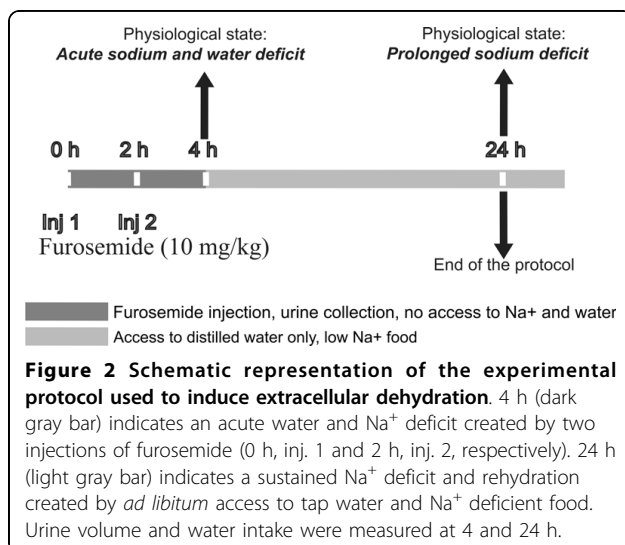 Physiological state: Physiological state:
Acute sodium and water deficit Prolonged sodium deficit
0 h 2 h 4 h 24 h
Inj 1 Inj 2
Furosemide (10 mg/kg)
End of the protocol
Furosemide injection, urine collection, no access to Na+ and water
Access to distilled water only, low Na+ food
Figure 2 Schematic representation of the experimental
protocol used to induce extracellular dehydration. 4 h (dark
gray bar) indicates an acute water and Na⁺ deficit created by two
injections of furosemide (0 h, inj. 1 and 2 h, inj. 2, respectively). 24 h
(light gray bar) indicates a sustained Na⁺ deficit and rehydration
created by ad libitum access to tap water and Na⁺ deficient food.
Urine volume and water intake were measured at 4 and 24 h.